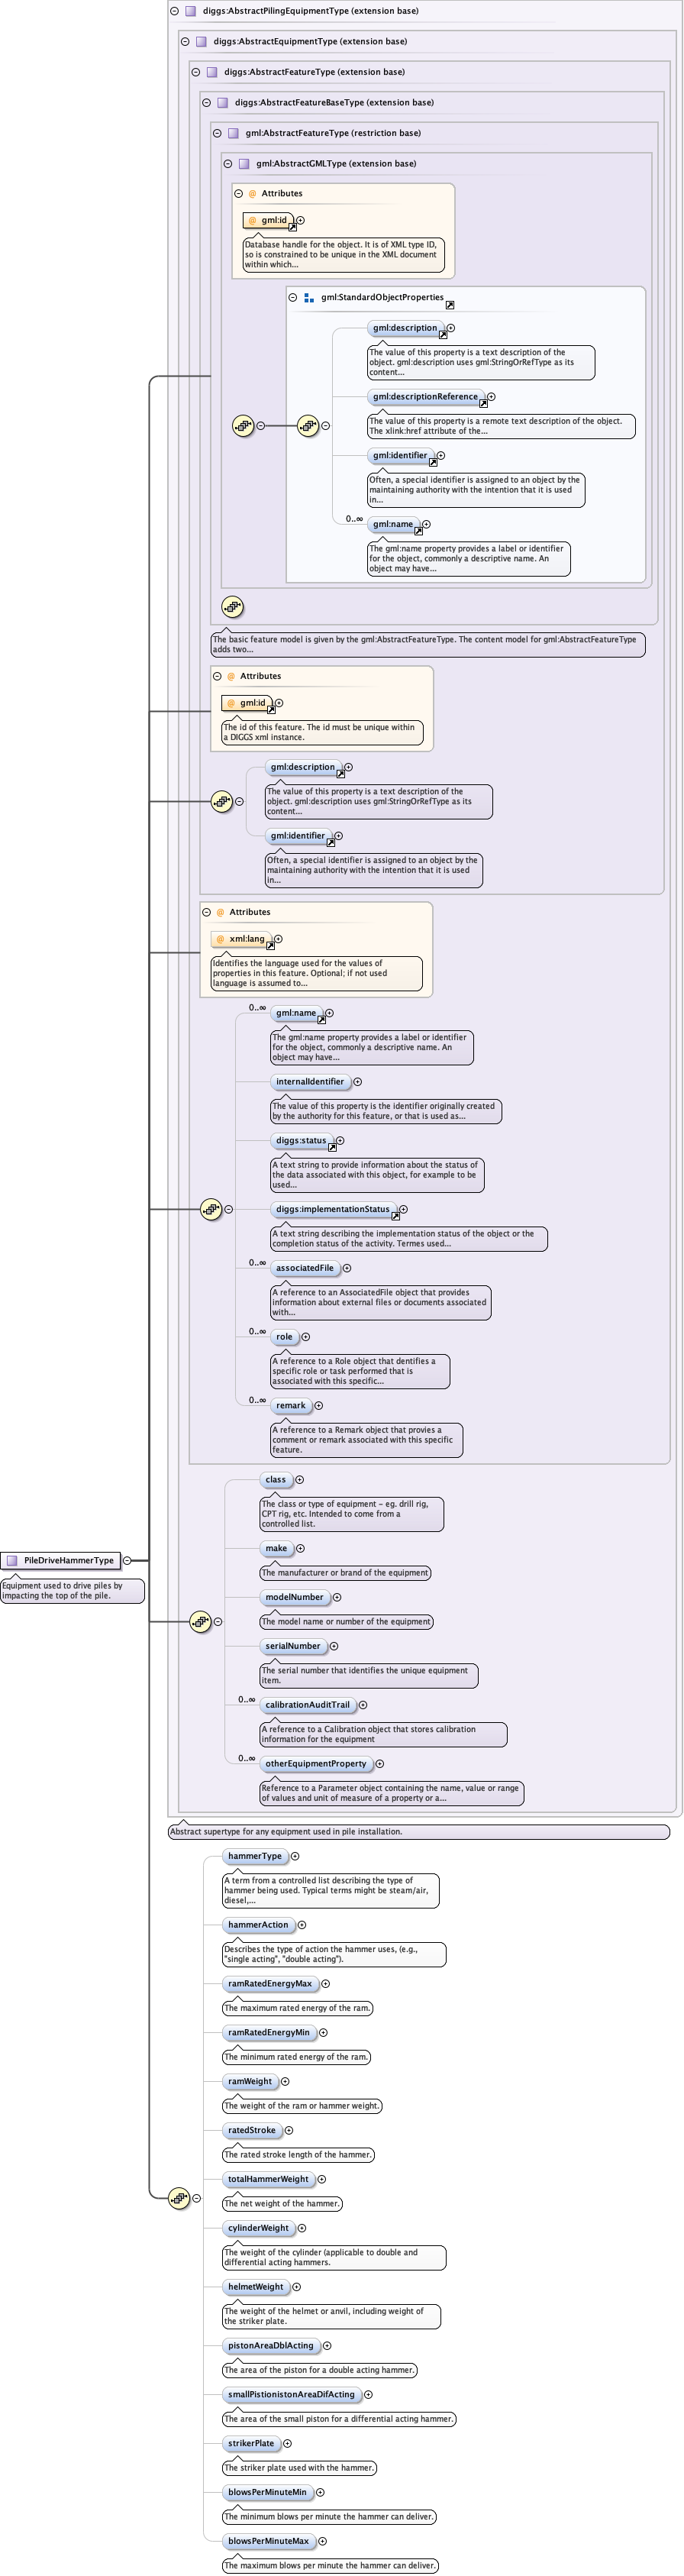 diggs:AbstractPilingEquipmentType (extension base)
diggs:AbstractEquipmentType (extension base)
diggs:AbstractFeatureType (extension base)
diggs:AbstractFeatureBaseType (extension base)
gml:AbstractFeatureType (restriction base)
gml:AbstractGMLType (extension base)
@ Attributes
@ gml:id
Database handle for the object. It is of XML type ID,
so is constrained to be unique in the XML document
within which...
gml:StandardObjectProperties
gml:description
The value of this property is a text description of the
object. gml:description uses gml:StringOrRefType as its
content...
gml:descriptionReference
The value of this property is a remote text description of the object.
The xlink:href attribute of the...
gml:identifier
Often, a special identifier is assigned to an object by the
maintaining authority with the intention that it is used
in...
0..∞
gml:name
The gml:name property provides a label or identifier
for the object, commonly a descriptive name. An
object may have...
The basic feature model is given by the gml:AbstractFeatureType. The content model for gml:AbstractFeatureType
adds two...
@ Attributes
@ gml:id
The id of this feature. The id must be unique within
a DIGGS xml instance.
gml:description
The value of this property is a text description of the
object. gml:description uses gml:StringOrRefType as its
content...
gml:identifier
Often, a special identifier is assigned to an object by the
maintaining authority with the intention that it is used
in...
@ Attributes
@ xml:lang
Identifies the language used for the values of
properties in this feature. Optional; if not used
language is assumed to...
0..∞
gml:name
The gml:name property provides a label or identifier
for the object, commonly a descriptive name. An
object may have...
internalIdentifier
The value of this property is the identifier originally created
by the authority for this feature, or that is used as...
diggs:status
A text string to provide information about the status of
the data associated with this object, for example to be
used...
diggs:implementationStatus
A text string describing the implementation status of the object or the
completion status of the activity. Termes used...
0..∞
associatedFile
A reference to an AssociatedFile object that provides
information about external files or documents associated
with...
0..∞
role
A reference to a Role object that dentifies a
specific role or task performed that is
associated with this specific...
0..∞
remark
A reference to a Remark object that provies a
comment or remark associated with this specific
feature.
class
The class or type of equipment - eg. drill rig,
CPT rig, etc. Intended to come from a
controlled list.
make
The manufacturer or brand of the equipment
PileDriveHammerType
Equipment used to drive piles by
impacting the top of the pile.
modelNumber
The model name or number of the equipment
serialNumber
The serial number that identifies the unique equipment
item.
0..∞
calibrationAuditTrail
A reference to a Calibration object that stores calibration
information for the equipment
0..∞
otherEquipmentProperty
Reference to a Parameter object containing the name, value or range
of values and unit of measure of a property or a...
Abstract supertype for any equipment used in pile installation.
hammerType
A term from a controlled list describing the type of
hammer being used. Typical terms might be steam/air,
diesel,...
hammerAction
Describes the type of action the hammer uses, (e.g.,
"single acting", "double acting").
ramRatedEnergyMax
The maximum rated energy of the ram.
ramRatedEnergyMin
The minimum rated energy of the ram.
ramWeight
The weight of the ram or hammer weight.
ratedStroke
The rated stroke length of the hammer.
totalHammerWeight
The net weight of the hammer.
cylinderWeight
The weight of the cylinder (applicable to double and
differential acting hammers.
helmetWeight
The weight of the helmet or anvil, including weight of
the striker plate.
pistonAreaDblActing
The area of the piston for a double acting hammer.
smallPistionistonAreaDifActing
The area of the small piston for a differential acting hammer.
strikerPlate
The striker plate used with the hammer.
blowsPerMinuteMin
The minimum blows per minute the hammer can deliver.
blowsPerMinuteMax
The maximum blows per minute the hammer can deliver.